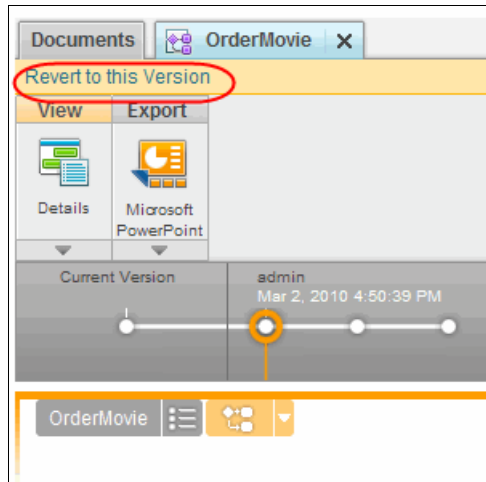 Documents OrderMovie X
Revert to this Version
View Export
Details Microsoft PowerPoint
Current Version admin
Mar 2, 2010 4:50:39 PM
OrderMovie